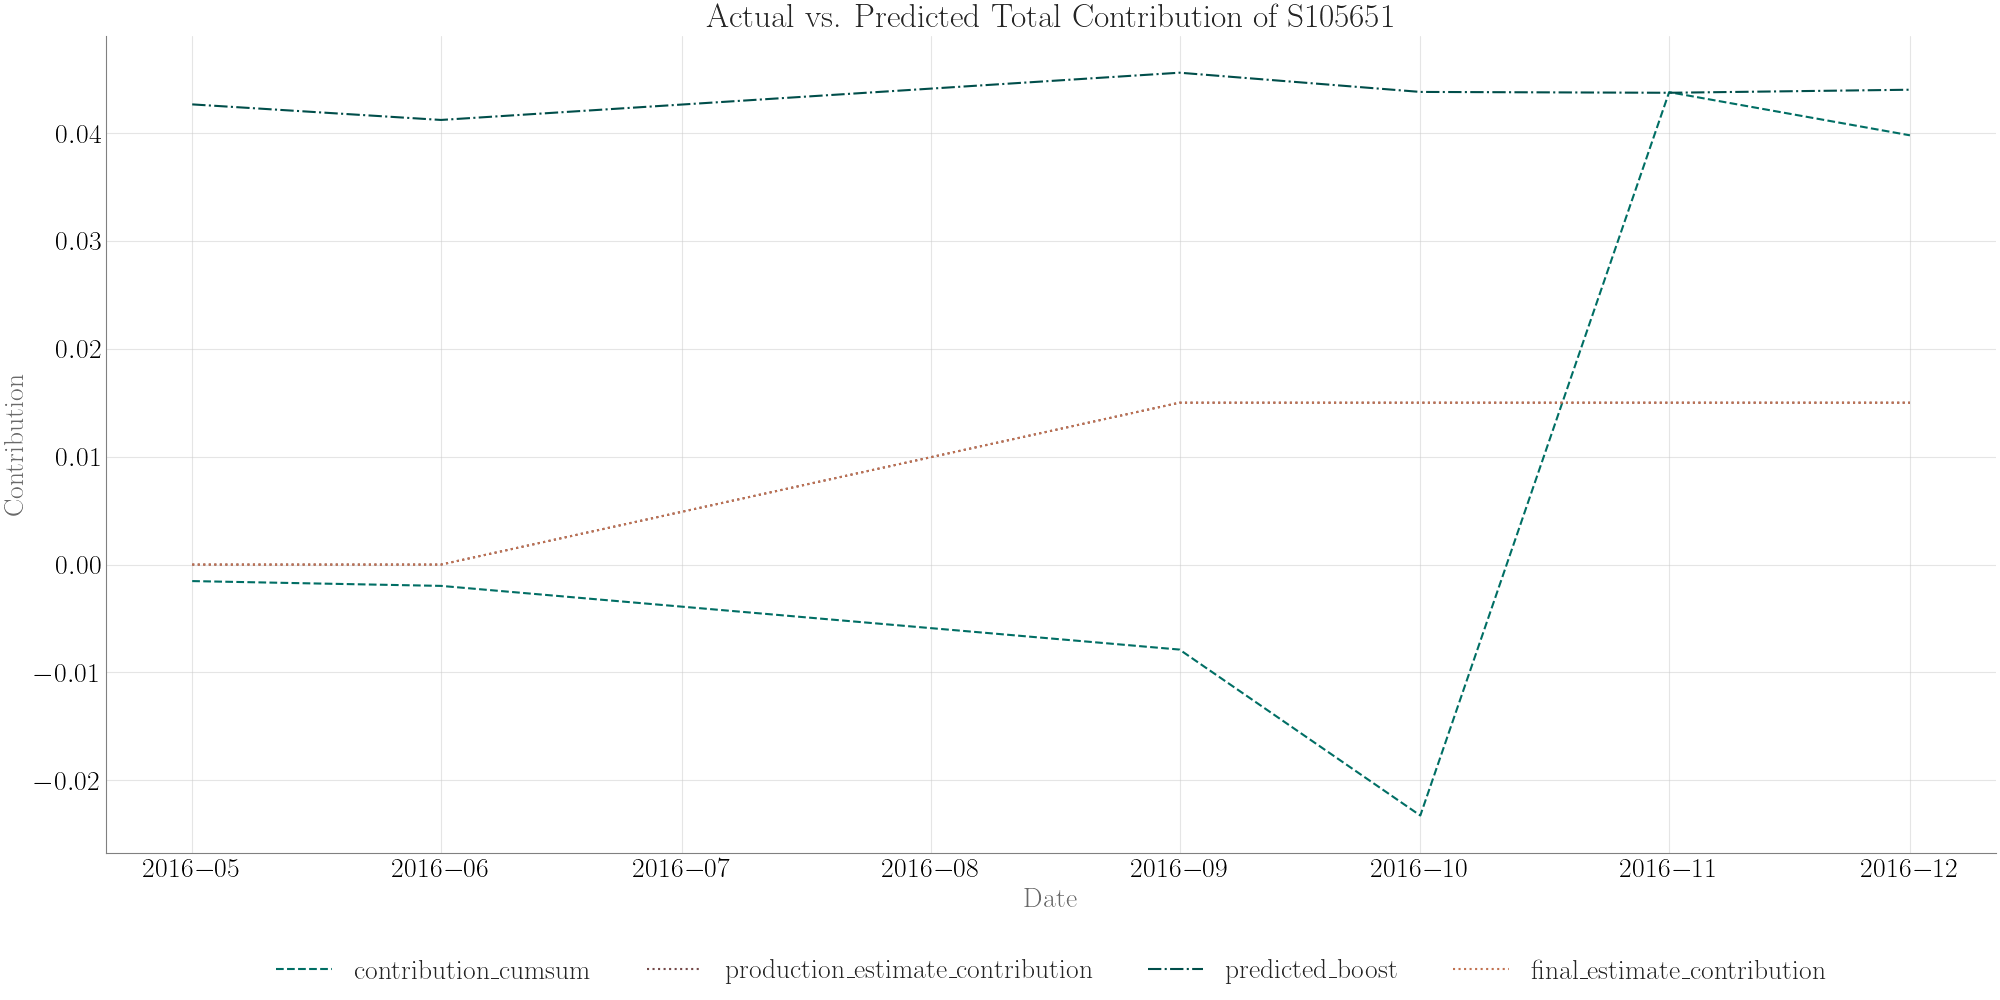 Actual vs. Predicted Total Contribution of S105651
Contribution
0.04
0.03
0.02
0.01
0.00
−0.01
−0.02
2016−05 2016−06 2016−07 2016−08 2016−09 2016−10 2016−11 2016−12
Date
contribution_cumsum production_estimate_contribution predicted_boost final_estimate_contribution